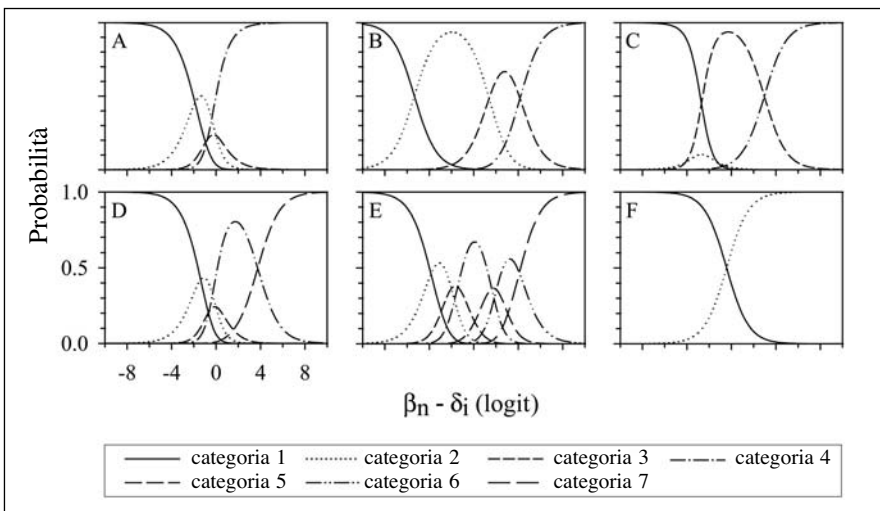 A B C
Probabilità
1.0 D E F
0.5
0.0
-8 -4 0 4 8
βn - δi (logit)
categoria 1 categoria 2 categoria 3 categoria 4
categoria 5 categoria 6 categoria 7